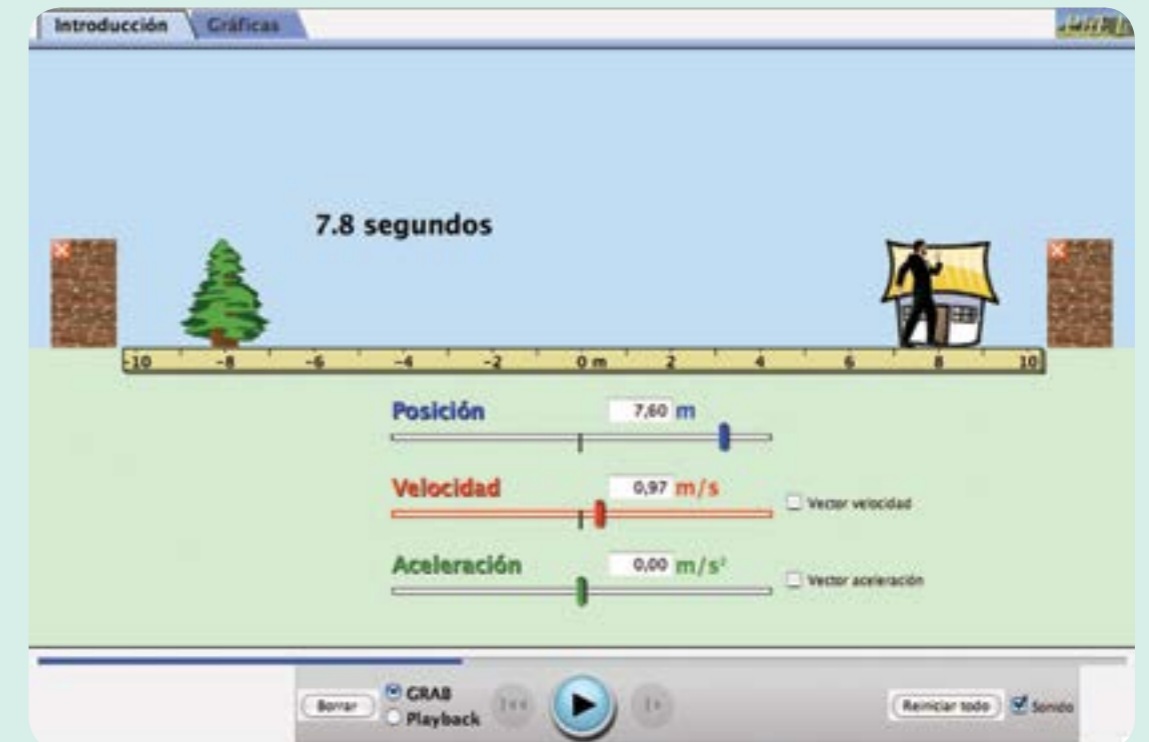 Introducción Gráficas
7.8 segundos
-10 -8 -6 -4 -2 0 m 2 4 6 8 10
Posición 7,60 m
Velocidad 0,97 m/s
Vector velocidad
Aceleración 0,00 m/s²
Vector aceleración
Borrar
GRAB
Playback
Reiniciar todo
Sonido